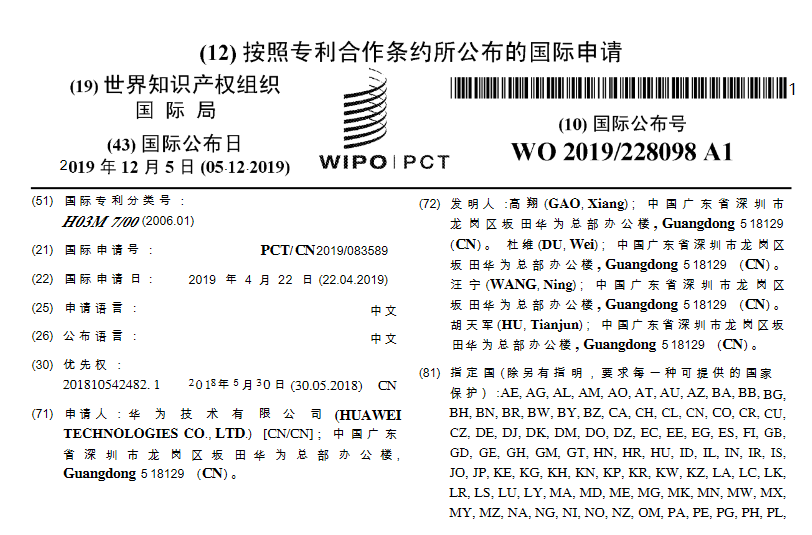 (12) 按照专利合作条约所公布的国际申请
(19) 世界知识产权组织
国 际 局
(43) 国际公布日
2019 年 12 月 5 日 (05-12-2019)
WIPO | PCT
1
(10) 国际公布号
WO 2019/228098 A1
(51) 国际专利分类号 :
H03M 7/00 (2006.01)
(21) 国际申请号 : PCT/CN2019/083589
(22) 国际申请日 : 2019 年 4 月 22 日 (22.04.2019)
(25) 申请语言 : 中文
(26) 公布语言 : 中文
(30) 优先权 :
201810542482.1 2018年5月30日 (30.05.2018) CN
(71) 申请人 : 华为技术有限公司 (HUAWEI
TECHNOLOGIES CO., LTD.) [CN/CN] ; 中国广东
省深圳市龙岗区坂田华为总部办公楼,
Guangdong 518129 (CN) 。
(72) 发明人 :高翔 (GAO, Xiang) ; 中国广东省深圳市
龙岗区坂田华为总部办公楼, Guangdong 518129
(CN) 。 杜维 (DU, Wei) ; 中国广东省深圳市龙岗区
坂田华为总部办公楼, Guangdong 518129 (CN) 。
汪宁 (WANG, Ning) ; 中国广东省深圳市龙岗区
坂田华为总部办公楼, Guangdong 518129 (CN) 。
胡天军 (HU, Tianjun) ; 中国广东省深圳市龙岗区坂
田华为总部办公楼, Guangdong 518129 (CN) 。
(81) 指定国 (除另有指明 , 要求每一种可提供的国家
保护 ) :AE, AG, AL, AM, AO, AT, AU, AZ, BA, BB, BG,
BH, BN, BR, BW, BY, BZ, CA, CH, CL, CN, CO, CR, CU,
CZ, DE, DJ, DK, DM, DO, DZ, EC, EE, EG, ES, FI, GB,
GD, GE, GH, GM, GT, HN, HR, HU, ID, IL, IN, IR, IS,
JO, JP, KE, KG, KH, KN, KP, KR, KW, KZ, LA, LC, LK,
LR, LS, LU, LY, MA, MD, ME, MG, MK, MN, MW, MX,
MY, MZ, NA, NG, NI, NO, NZ, OM, PA, PE, PG, PH, PL,